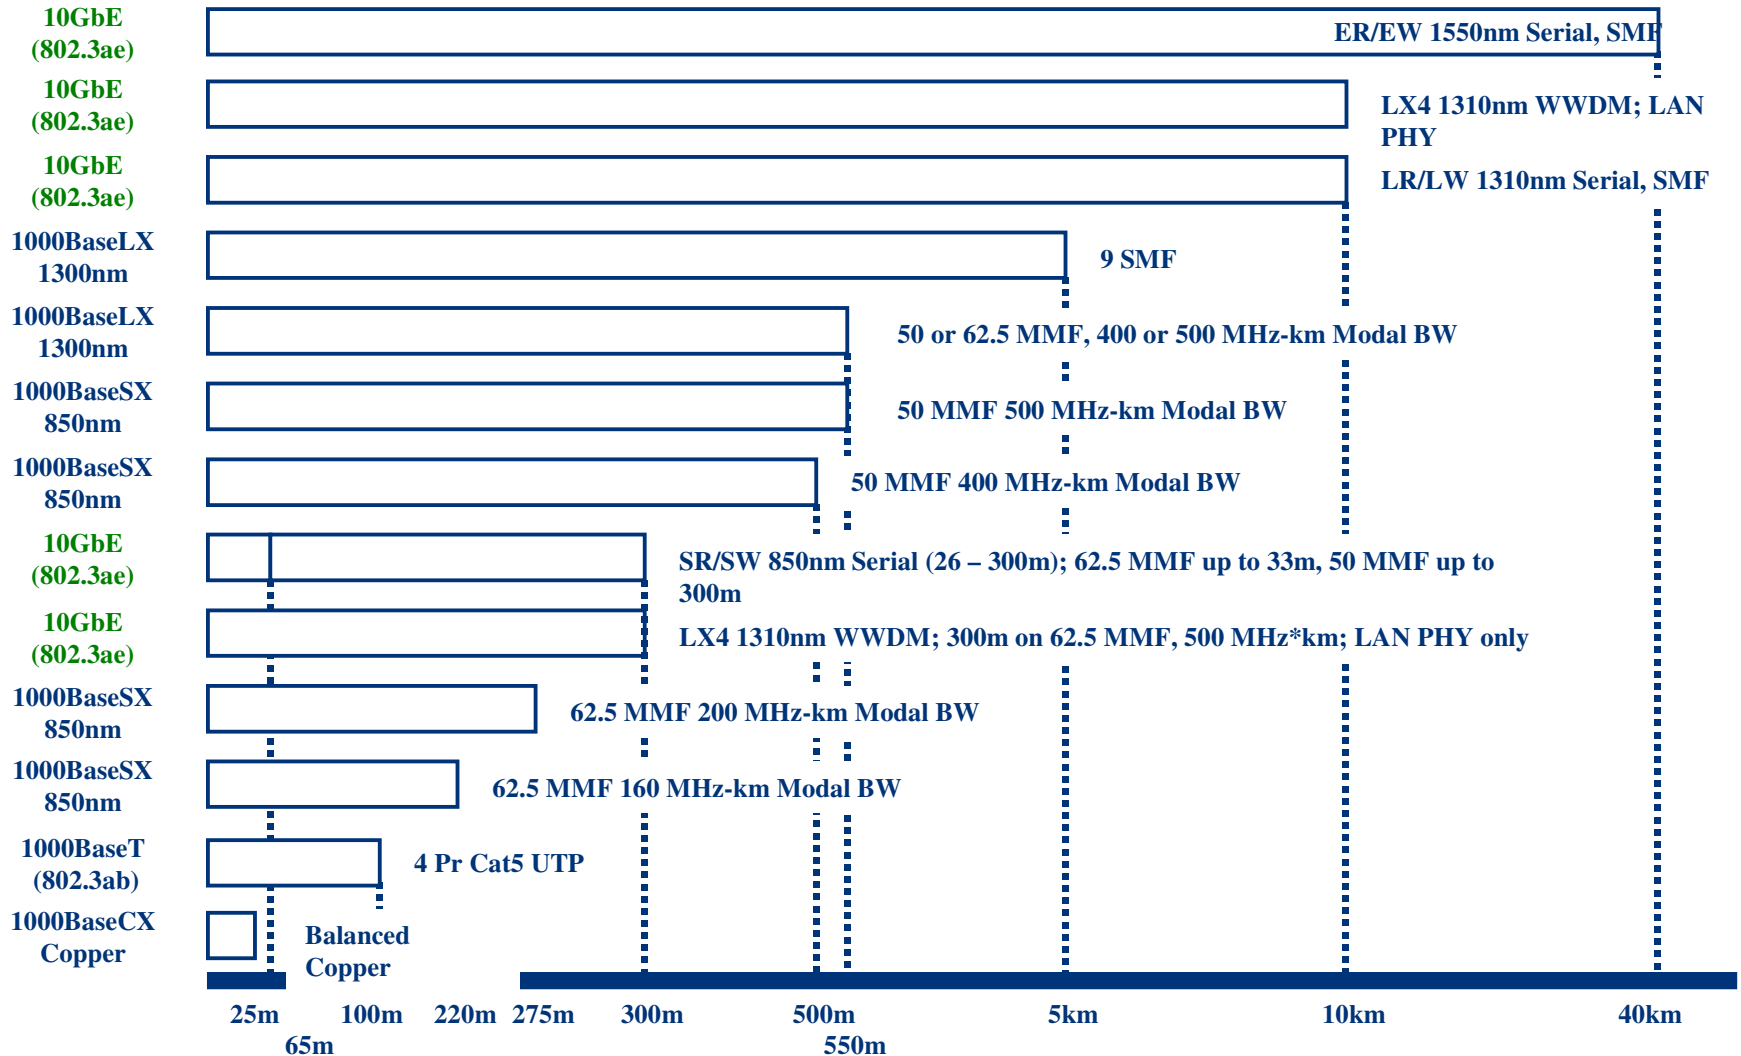 10GbE
(802.3ae)
ER/EW 1550nm Serial, SMF
10GbE
(802.3ae)
LX4 1310nm WWDM; LAN
PHY
10GbE
(802.3ae)
LR/LW 1310nm Serial, SMF
1000BaseLX
1300nm
9 SMF
1000BaseLX
1300nm
50 or 62.5 MMF, 400 or 500 MHz-km Modal BW
1000BaseSX
850nm
50 MMF 500 MHz-km Modal BW
1000BaseSX
850nm
50 MMF 400 MHz-km Modal BW
10GbE
(802.3ae)
SR/SW 850nm Serial (26 – 300m); 62.5 MMF up to 33m, 50 MMF up to
300m
10GbE
(802.3ae)
LX4 1310nm WWDM; 300m on 62.5 MMF, 500 MHz*km; LAN PHY only
1000BaseSX
850nm
62.5 MMF 200 MHz-km Modal BW
1000BaseSX
850nm
62.5 MMF 160 MHz-km Modal BW
1000BaseT
(802.3ab)
4 Pr Cat5 UTP
1000BaseCX
Copper
Balanced
Copper
25m 100m 220m 275m 300m 500m 5km 10km 40km
65m 550m